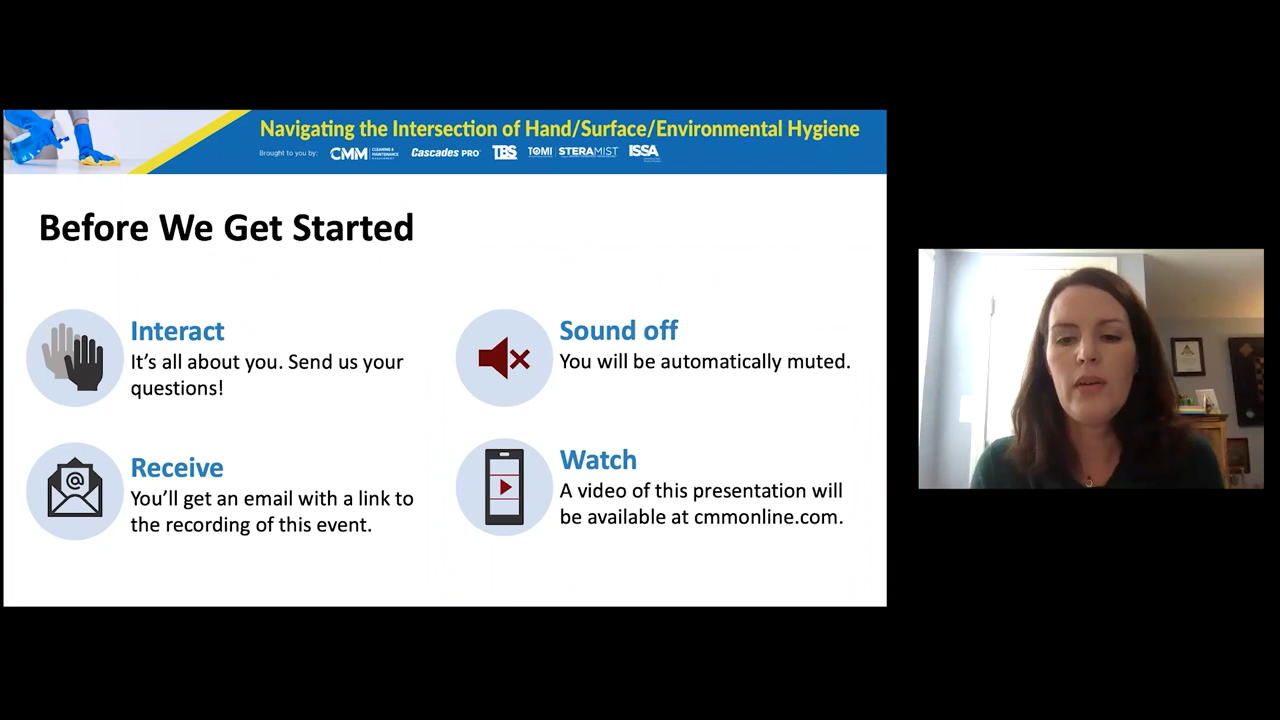 Navigating the Intersection of Hand/Surface/Environmental Hygiene
Brought to you by: CMM CLEANING & MAINTENANCE MANAGEMENT Cascades PRO TBS TOMI STERAMIST ISSA
Before We Get Started
Interact
It's all about you. Send us your
questions!
Sound off
You will be automatically muted.
Receive
You'll get an email with a link to
the recording of this event.
Watch
A video of this presentation will
be available at cmmonline.com.